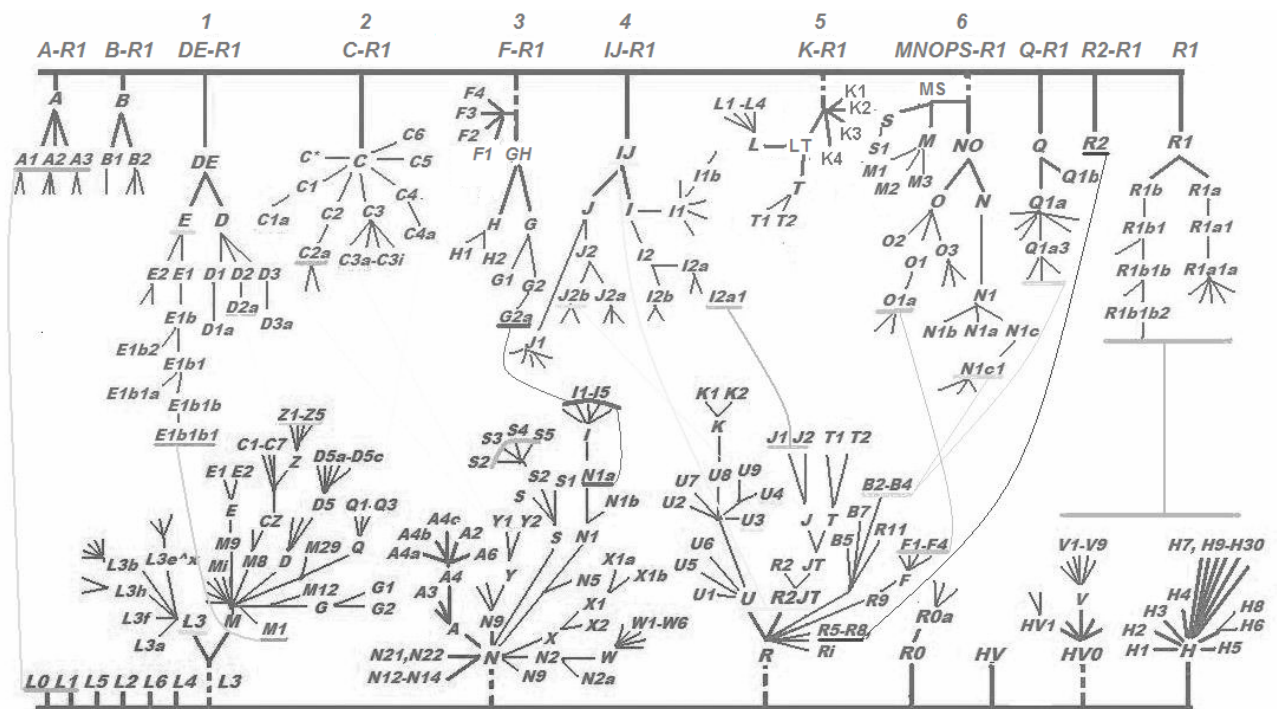 1 2 3 4 5 6
A-R1 B-R1 DE-R1 C-R1 F-R1 IJ-R1 K-R1 MNOPS-R1 Q-R1 R2-R1 R1
A B F4 F3 F2 F1 GH IJ L1 -L4 K1 K2 K3 K4 MS
A1 A2 A3 B1 B2 DE C* C C6 C5 L LT S S1 M NO Q R2 R1
C1 C4 I1b M1 M2 M3 Q1b R1b R1a
E D C1a C2 C3 C4a H G J I I1 T T1 T2 O N Q1a
E2 E1 D1 D2 D3 C2a C3a-C3i H1 H2 G1 G2 J2 I2 I2a O2 O3 O1 Q1a3 R1b1 R1a1
D2a D1a D3a G2a J2b J2a I2b I2a1 O1a N1 R1b1b R1a1a
E1b E1b2 J1 N1b N1a N1c R1b1b2
E1b1 E1b1a N1c1
E1b1b I1-I5 K1 K2
E1b1b1 Z1-Z5 S3 S4 S5 I K J1 J2 T1 T2
C1-C7 Z D5a-D5c S2 N1a
E1 E2 S2 S1 U7 U8 U9 B2-B4
E CZ D5 Q1-Q3 S N1b U2 U4 U3 B7
M9 M8 D M29 Q A4c A4b A2 A4a A6 Y1 Y2 S N1 J T B5 R11 F1-F4 V1-V9 H7, H9-H30
L3e^x L3b Mi A4 Y X1a U6 R2 JT F
L3h M12 G G1 G2 A3 N5 X1b U5 U1 U R2JT R9 R0a V H4 H3 H8
L3f L3 M M1 A N9 X1 X2 W1-W6 R5-R8 HV1 H2 H6
L3a N21,N22 N X N2 W R Ri R0 HV HV0 H1 H H5
L0 L1 L5 L2 L6 L4 L3 N12-N14 N9 N2a